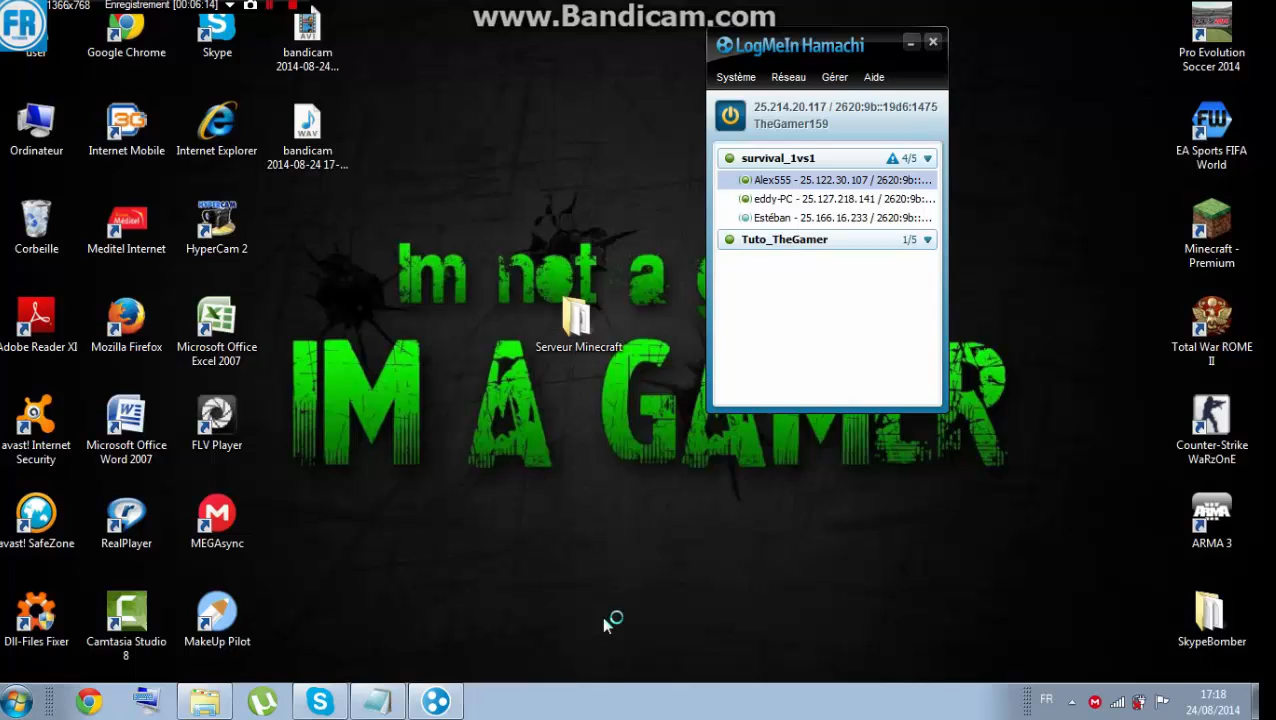 1366x768 Enregistrement [00:06:14]
www.Bandicam.com
FR
user
Google Chrome
Skype
bandicam
2014-08-24...
Ordinateur
Internet Mobile
Internet Explorer
bandicam
2014-08-24 17-...
Corbeille
Meditel Internet
HyperCam 2
Adobe Reader XI
Mozilla Firefox
Microsoft Office
Excel 2007
avast! Internet
Security
Microsoft Office
Word 2007
FLV Player
avast! SafeZone
RealPlayer
MEGAsync
Dll-Files Fixer
Camtasia Studio
8
MakeUp Pilot
Im not a
IM A GAMER
Serveur Minecraft
LogMeIn Hamachi
Système Réseau Gérer Aide
25.214.20.117 / 2620:9b::19d6:1475
TheGamer159
survival_1vs1 4/5
Alex555 - 25.122.30.107 / 2620:9b::...
eddy-PC - 25.127.218.141 / 2620:9b:...
Estéban - 25.166.16.233 / 2620:9b::...
Tuto_TheGamer 1/5
Pro Evolution
Soccer 2014
EA Sports FIFA
World
Minecraft -
Premium
Total War ROME
II
Counter-Strike
WaRzOnE
ARMA 3
SkypeBomber
FR
17:18
24/08/2014